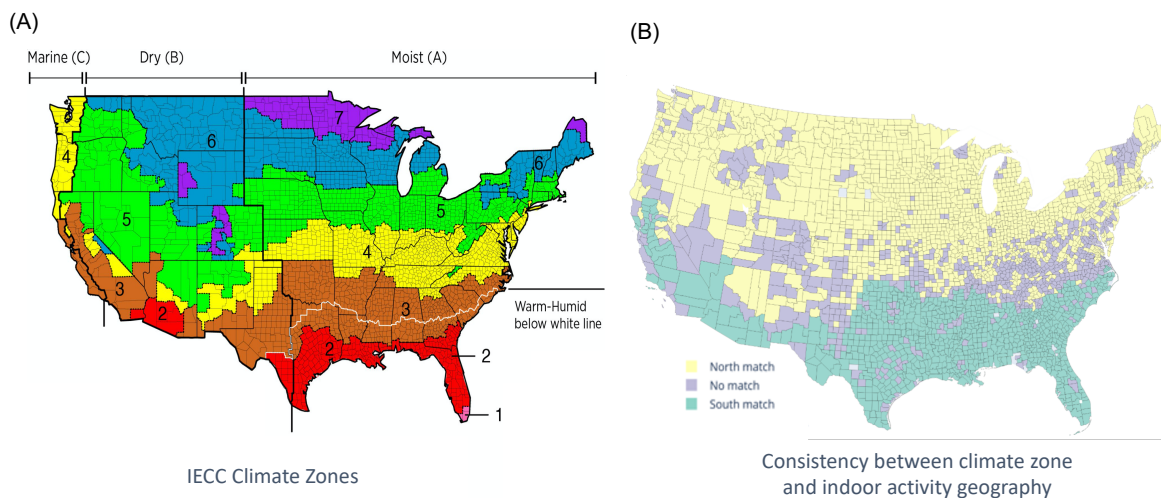 (A)
Marine (C)
Dry (B)
Moist (A)
7
6
4
6
5
5
4
3
3
2
Warm-Humid
below white line
2
2
1
IECC Climate Zones
(B)
North match
No match
South match
Consistency between climate zone
and indoor activity geography